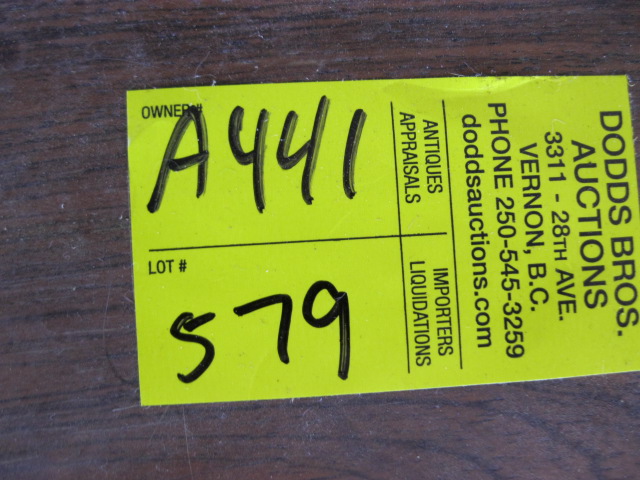 OWNER #
A441
LOT #
579
ANTIQUES
APPRAISALS
IMPORTERS
LIQUIDATIONS
DODDS BROS.
AUCTIONS
3311 - 28TH AVE.
VERNON, B.C.
PHONE 250-545-3259
doddsauctions.com